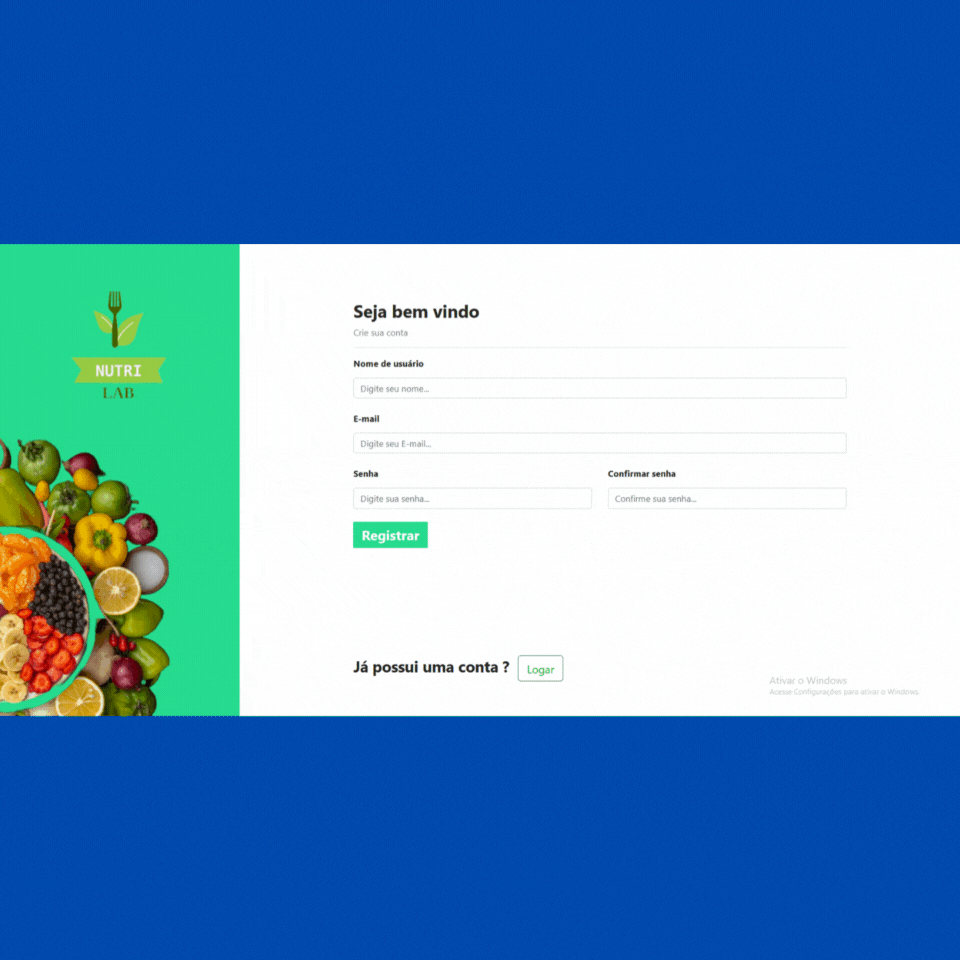 NUTRI
LAB
Seja bem vindo
Crie sua conta
Nome de usuário
Digite seu nome...
E-mail
Digite seu E-mail...
Senha
Confirmar senha
Digite sua senha...
Confirme sua senha...
Registrar
Já possui uma conta ?
Logar
Ativar o Windows
Acesse Configurações para ativar o Windows.